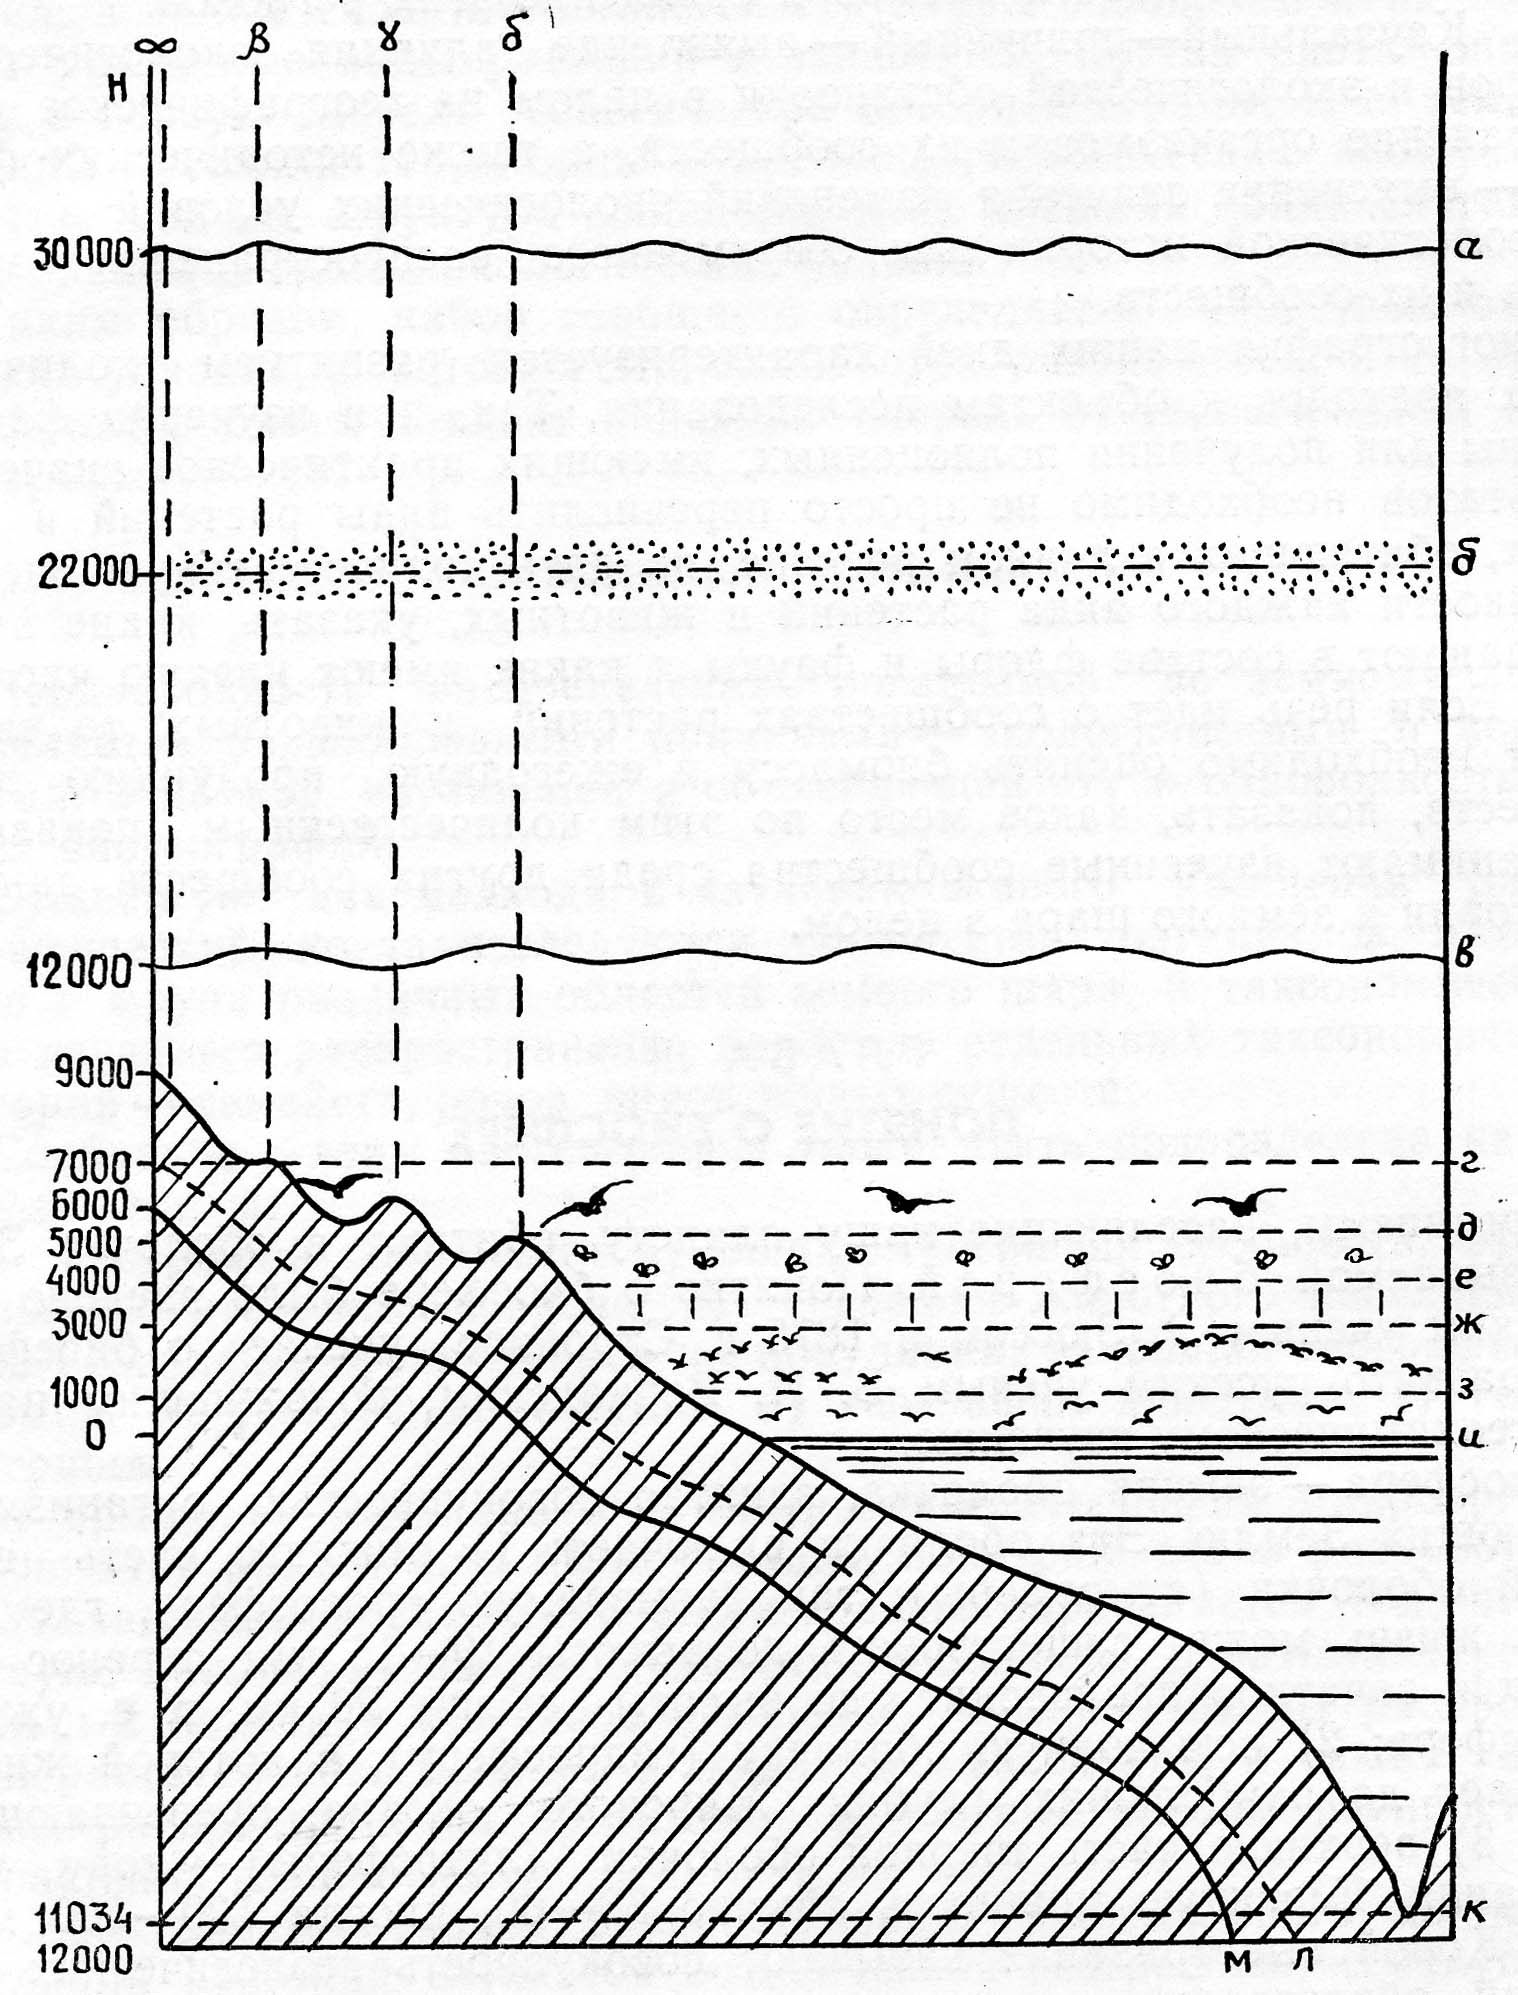 ∞ β γ δ
H
30000 а
22000 б
12000 в
9000
7000 г
6000
5000 д
4000 е
3000 ж
1000 з
0 и
11034 к
12000
м л